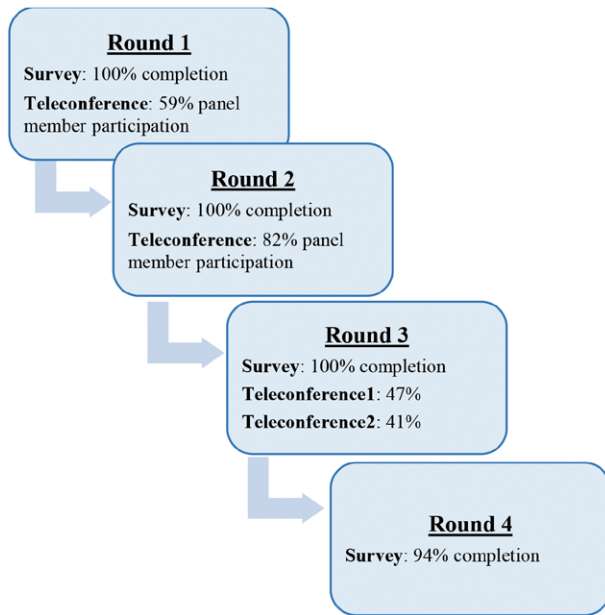 Round 1
Survey: 100% completion
Teleconference: 59% panel
member participation
Round 2
Survey: 100% completion
Teleconference: 82% panel
member participation
Round 3
Survey: 100% completion
Teleconference1: 47%
Teleconference2: 41%
Round 4
Survey: 94% completion